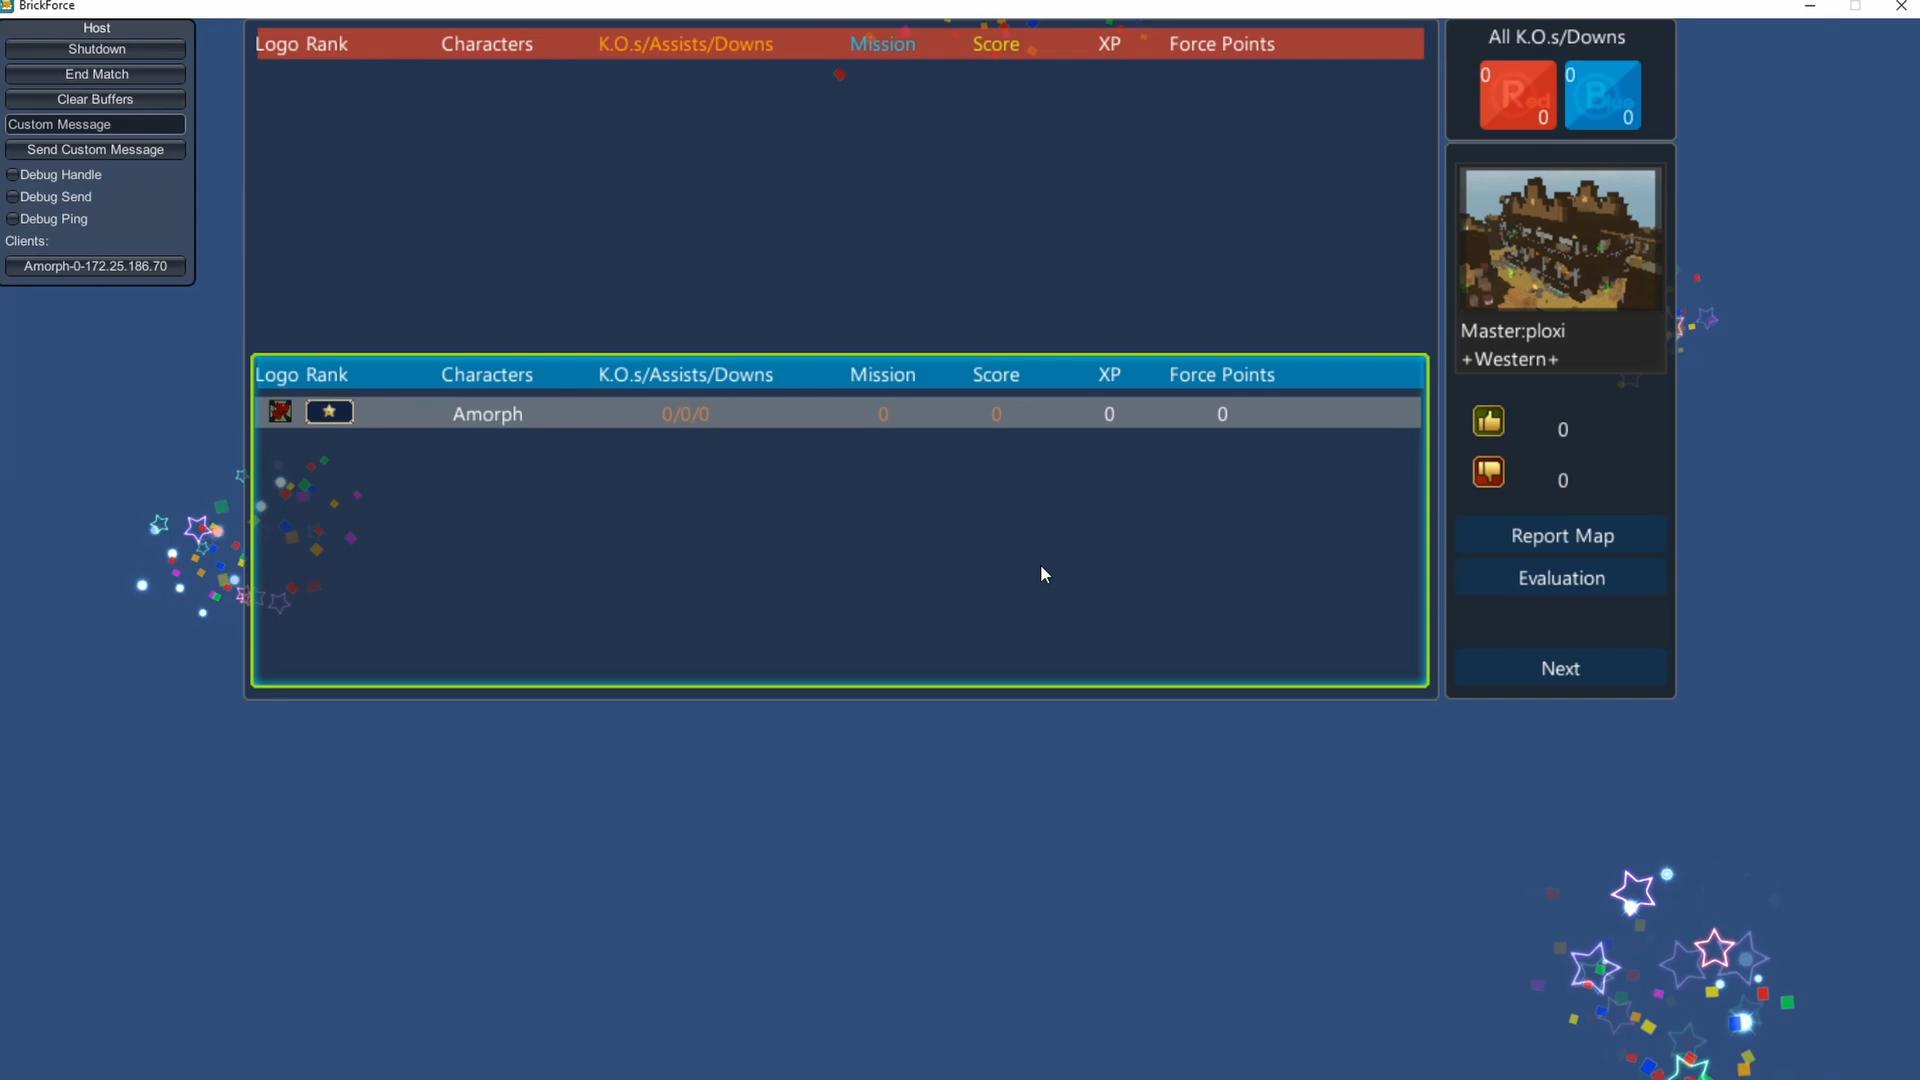 BrickForce
Host
Shutdown
End Match
Clear Buffers
Custom Message
Send Custom Message
Debug Handle
Debug Send
Debug Ping
Clients:
Amorph-0-172.25.186.70
Logo Rank Characters K.O.s/Assists/Downs Mission Score XP Force Points
Logo Rank Characters K.O.s/Assists/Downs Mission Score XP Force Points
Amorph 0/0/0 0 0 0 0
All K.O.s/Downs
0 Red 0
0 Blue 0
Master:ploxi
+Western+
0
0
Report Map
Evaluation
Next